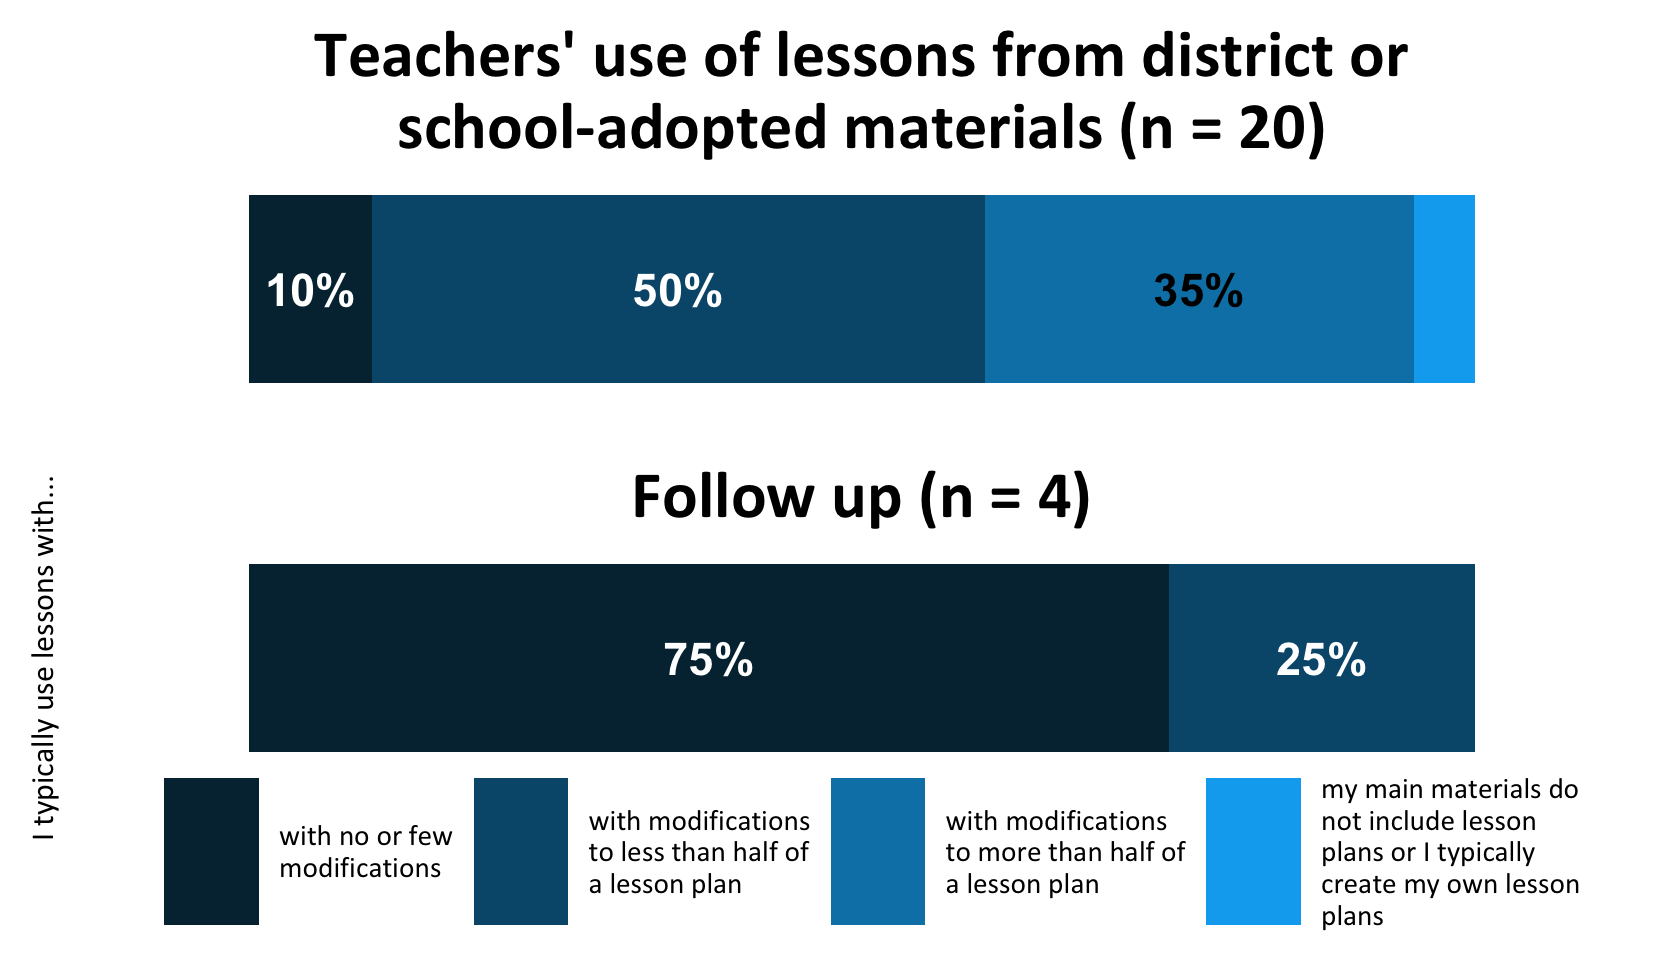 Teachers' use of lessons from district or
school-adopted materials (n = 20)
10%
50%
35%
Follow up (n = 4)
I typically use lessons with...
75%
25%
with no or few
modifications
with modifications
to less than half of
a lesson plan
with modifications
to more than half of
a lesson plan
my main materials do
not include lesson
plans or I typically
create my own lesson
plans